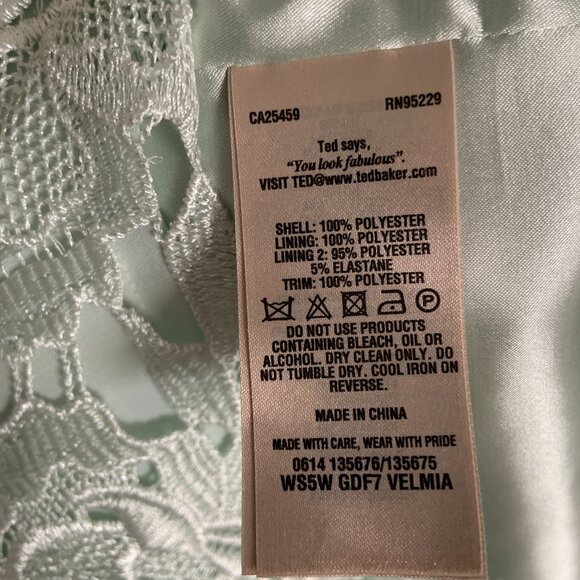 CA25459 RN95229
Ted says,
"You look fabulous".
VISIT TED@www.tedbaker.com
SHELL: 100% POLYESTER
LINING: 100% POLYESTER
LINING 2: 95% POLYESTER
5% ELASTANE
TRIM: 100% POLYESTER
P
DO NOT USE PRODUCTS
CONTAINING BLEACH, OIL OR
ALCOHOL. DRY CLEAN ONLY. DO
NOT TUMBLE DRY. COOL IRON ON
REVERSE.
MADE IN CHINA
MADE WITH CARE, WEAR WITH PRIDE
0614 135676/135675
WS5W GDF7 VELMIA